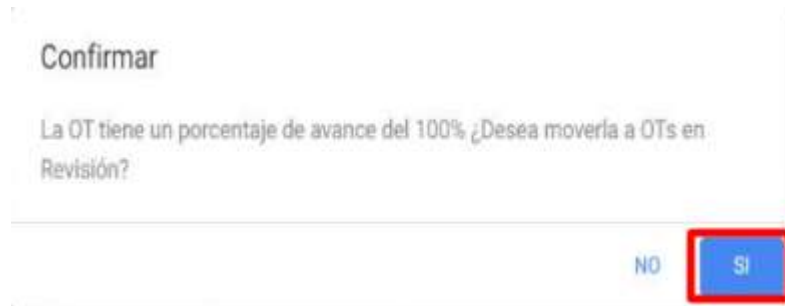 Confirmar
La OT tiene un porcentaje de avance del 100% ¿Desea moverla a OTs en
Revisión?
NO SI